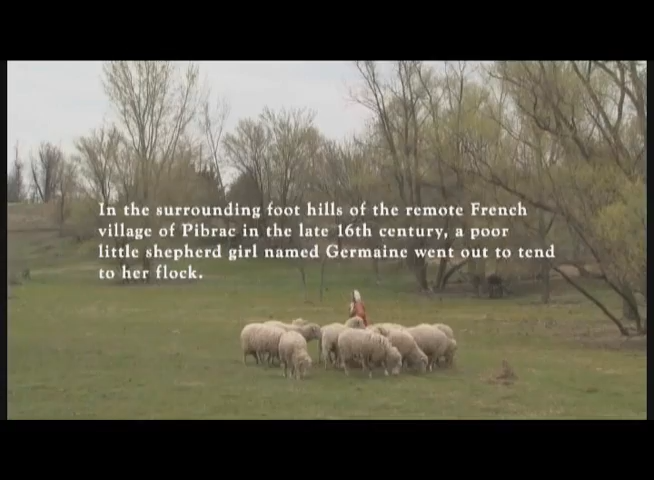 In the surrounding foot hills of the remote French
village of Pibrac in the late 16th century, a poor
little shepherd girl named Germaine went out to tend
to her flock.